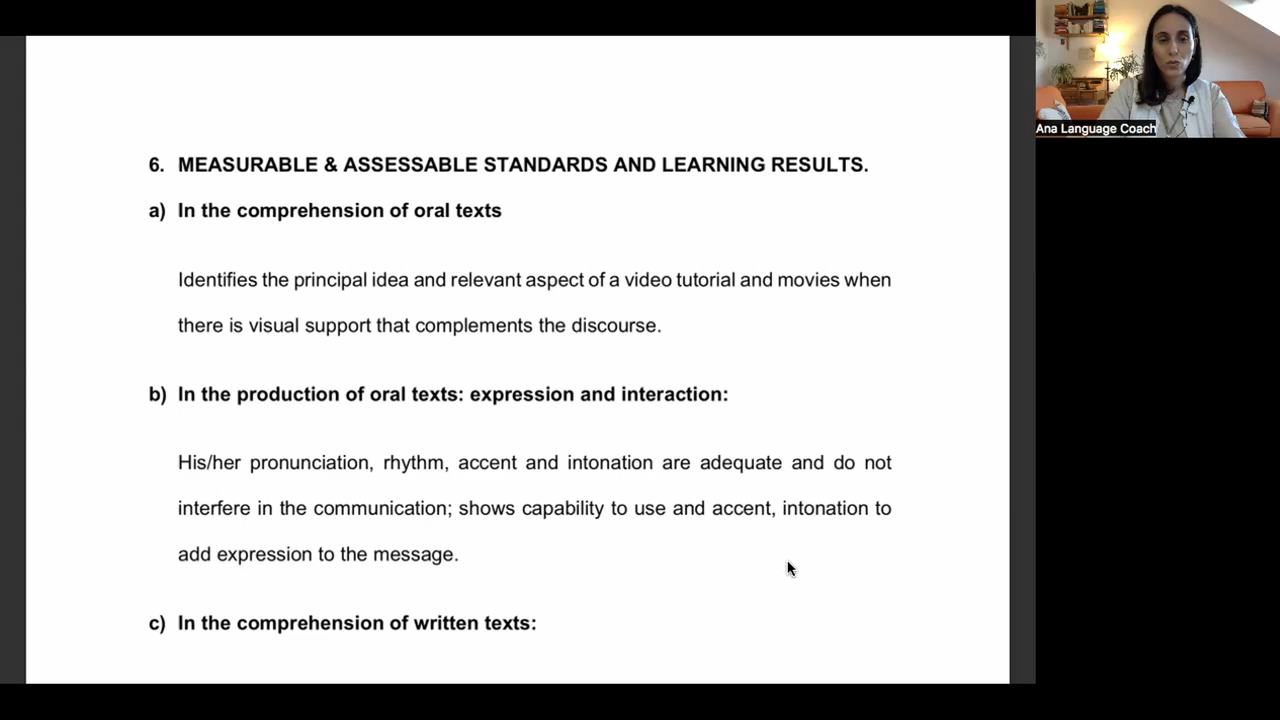 6. MEASURABLE & ASSESSABLE STANDARDS AND LEARNING RESULTS.
a) In the comprehension of oral texts
Identifies the principal idea and relevant aspect of a video tutorial and movies when
there is visual support that complements the discourse.
b) In the production of oral texts: expression and interaction:
His/her pronunciation, rhythm, accent and intonation are adequate and do not
interfere in the communication; shows capability to use and accent, intonation to
add expression to the message.
c) In the comprehension of written texts:
Ana Language Coach